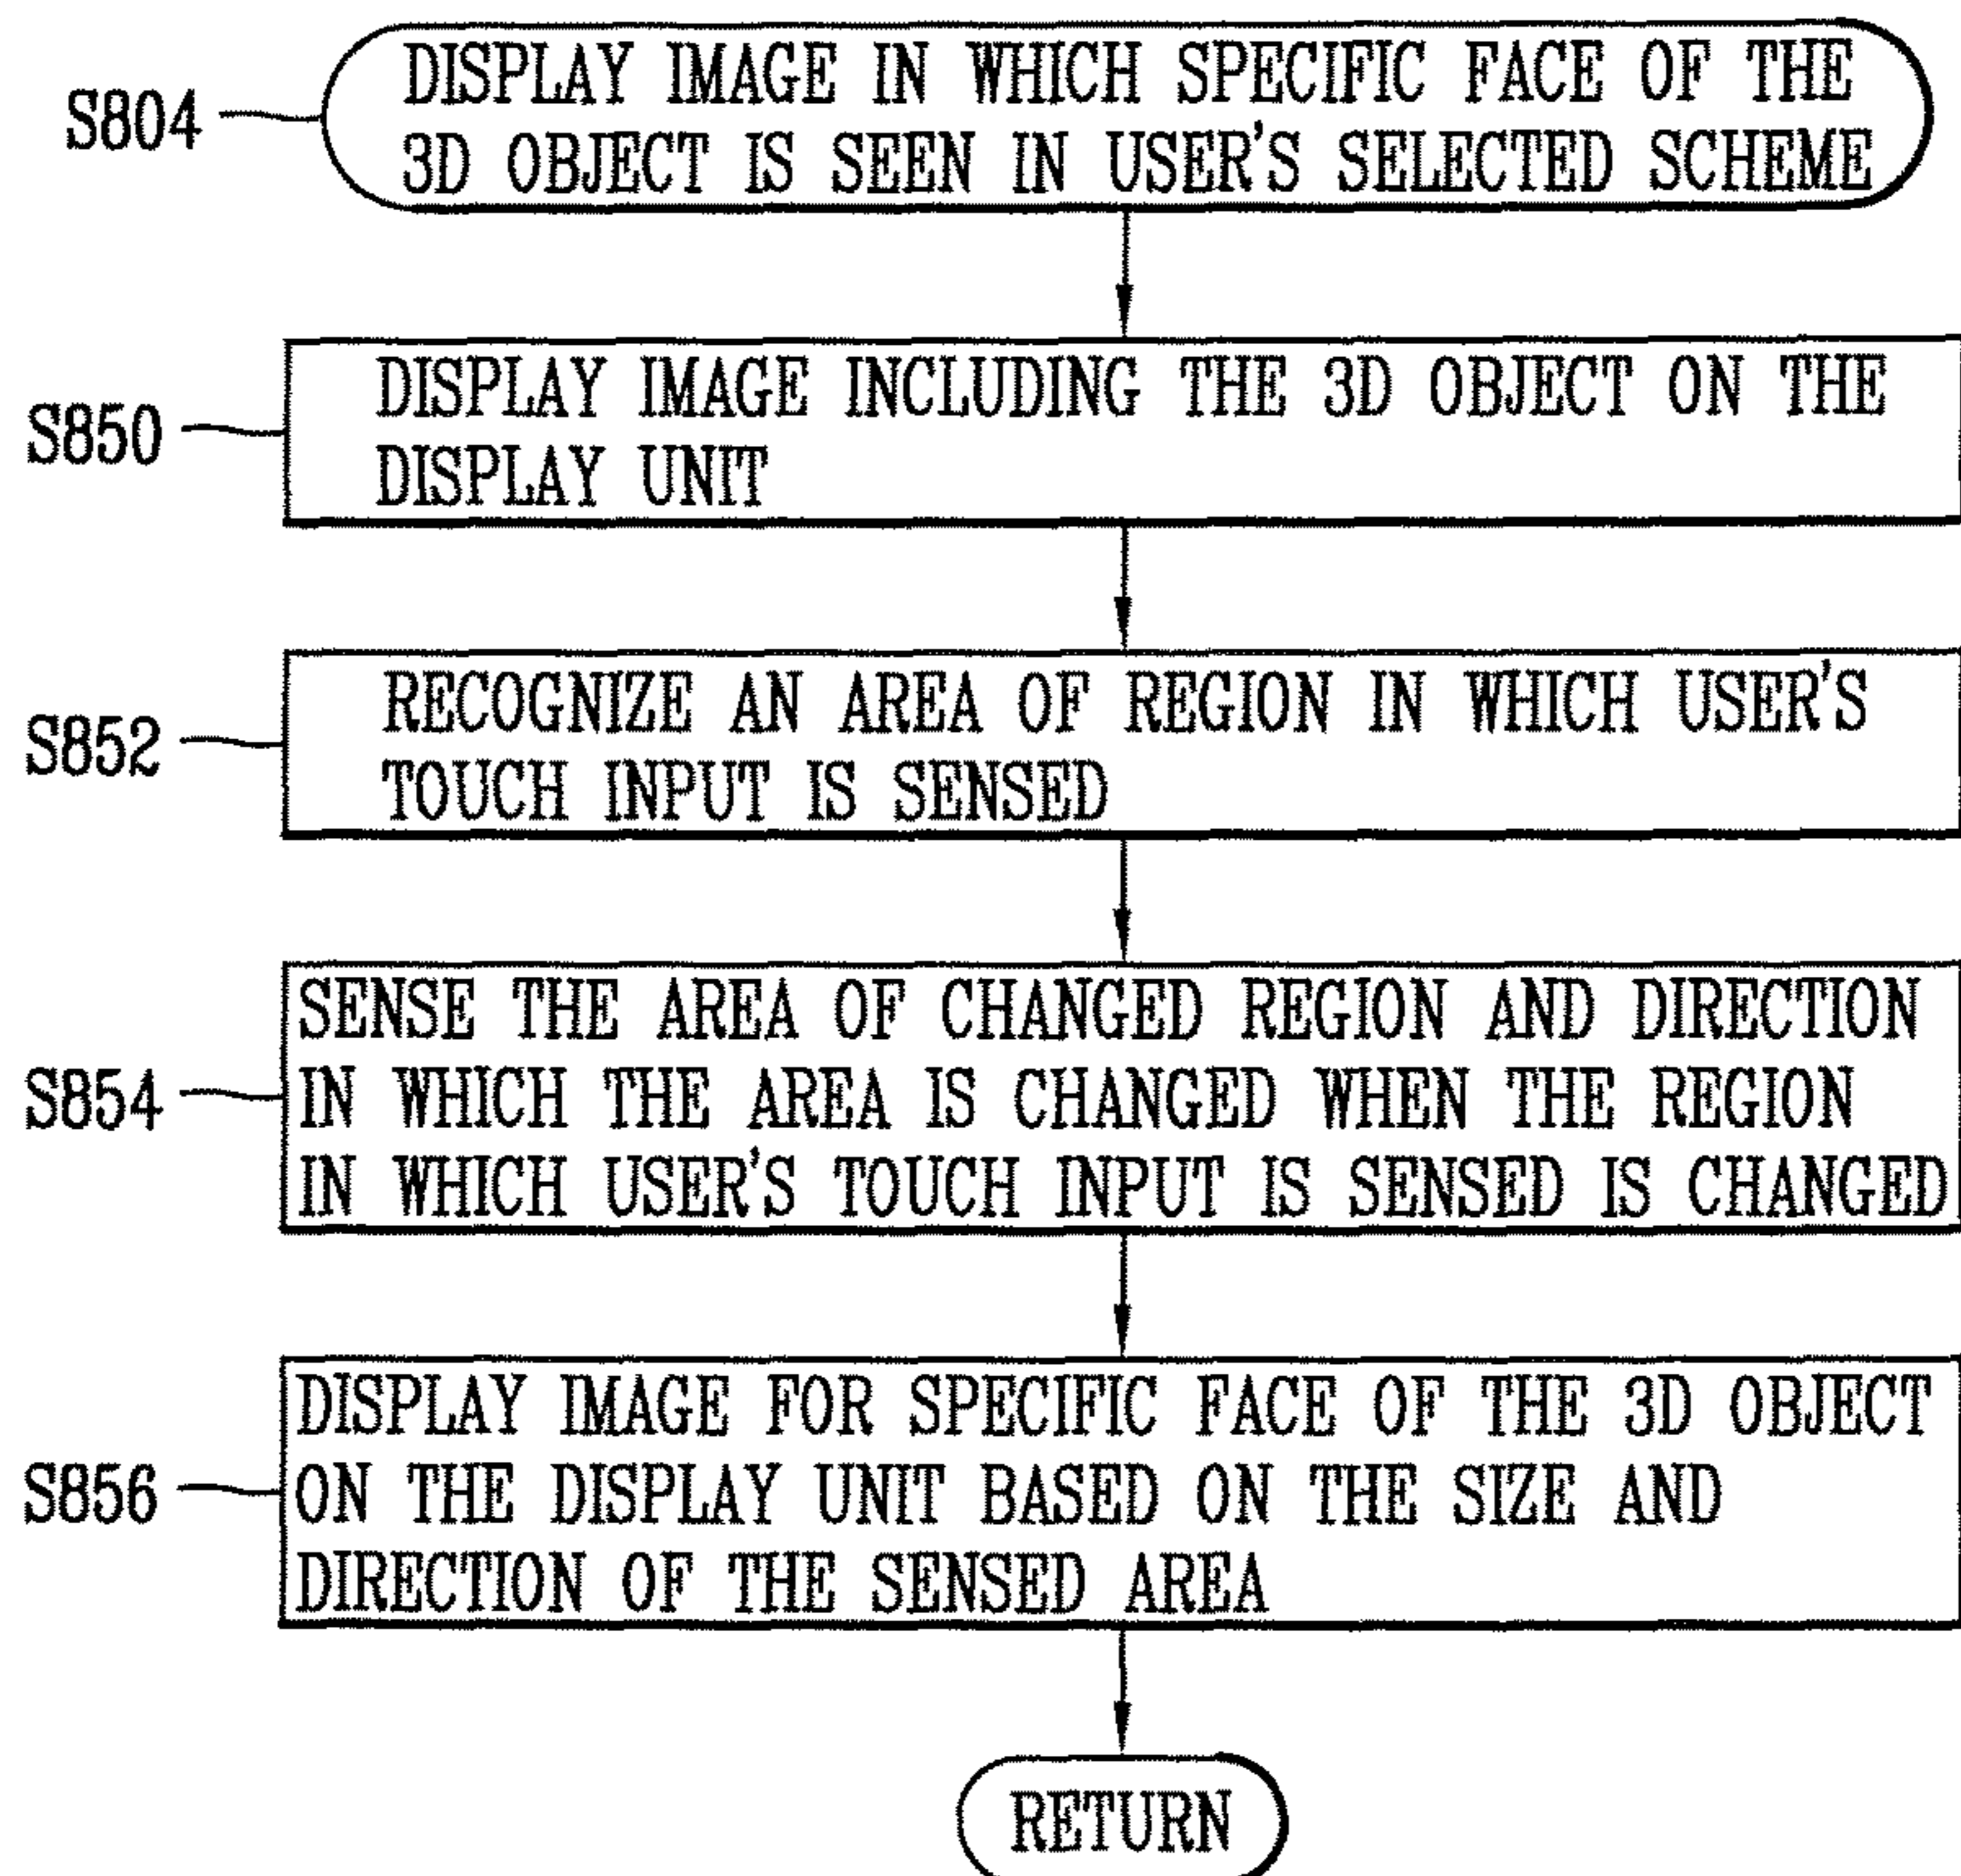 S804
DISPLAY IMAGE IN WHICH SPECIFIC FACE OF THE
3D OBJECT IS SEEN IN USER'S SELECTED SCHEME
S850
DISPLAY IMAGE INCLUDING THE 3D OBJECT ON THE
DISPLAY UNIT
S852
RECOGNIZE AN AREA OF REGION IN WHICH USER'S
TOUCH INPUT IS SENSED
S854
SENSE THE AREA OF CHANGED REGION AND DIRECTION
IN WHICH THE AREA IS CHANGED WHEN THE REGION
IN WHICH USER'S TOUCH INPUT IS SENSED IS CHANGED
S856
DISPLAY IMAGE FOR SPECIFIC FACE OF THE 3D OBJECT
ON THE DISPLAY UNIT BASED ON THE SIZE AND
DIRECTION OF THE SENSED AREA
RETURN